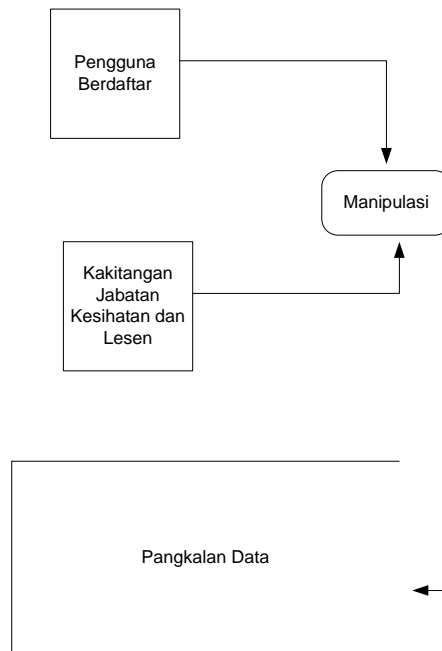 Pengguna
Berdaftar
Manipulasi
Kakitangan
Jabatan
Kesihatan dan
Lesen
Pangkalan Data